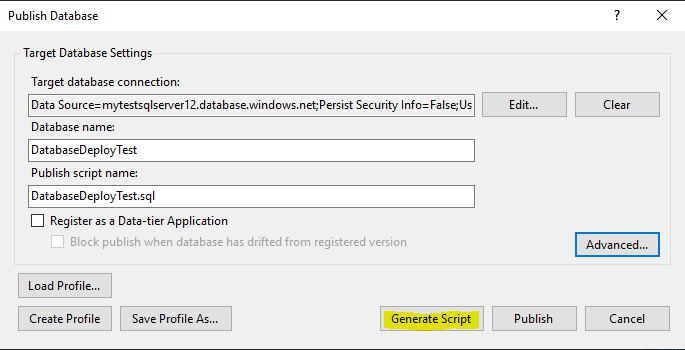 Publish Database
?
Target Database Settings
Target database connection:
Data Source=mytestsqlserver12.database.windows.net;Persist Security Info=False;Us
Edit...
Clear
Database name:
DatabaseDeployTest
Publish script name:
DatabaseDeployTest.sql
Register as a Data-tier Application
Block publish when database has drifted from registered version
Advanced...
Load Profile...
Create Profile
Save Profile As...
Generate Script
Publish
Cancel